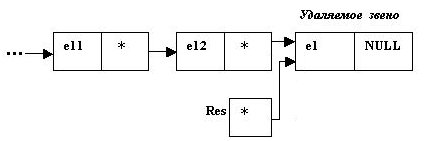 Удаляемое звено
... el1 * el2 * el NULL
Res *